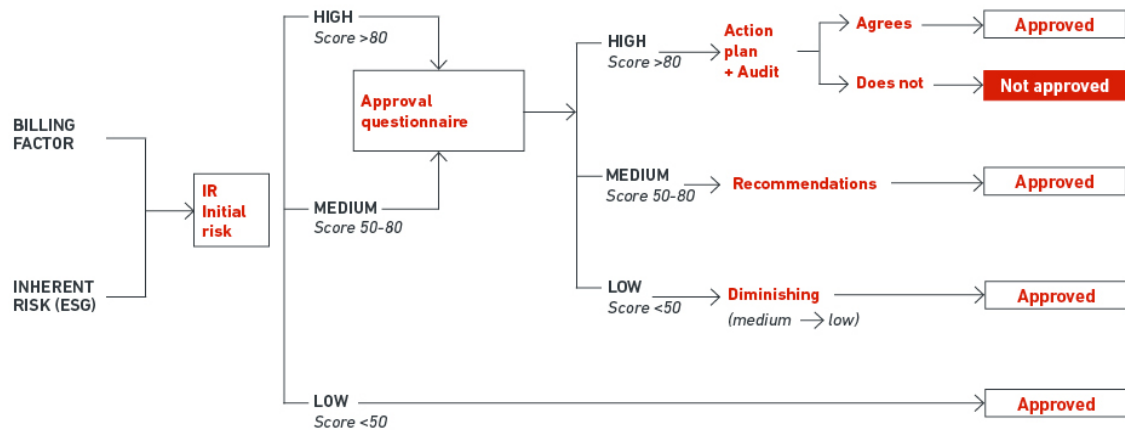 BILLING
FACTOR
INHERENT
RISK (ESG)
IR
Initial
risk
HIGH
Score >80
MEDIUM
Score 50-80
LOW
Score <50
Approval
questionnaire
HIGH
Score >80
Action
plan
+ Audit
Agrees
Approved
Does not
Not approved
MEDIUM
Score 50-80
Recommendations
Approved
LOW
Score <50
Diminishing
(medium → low)
Approved
Approved